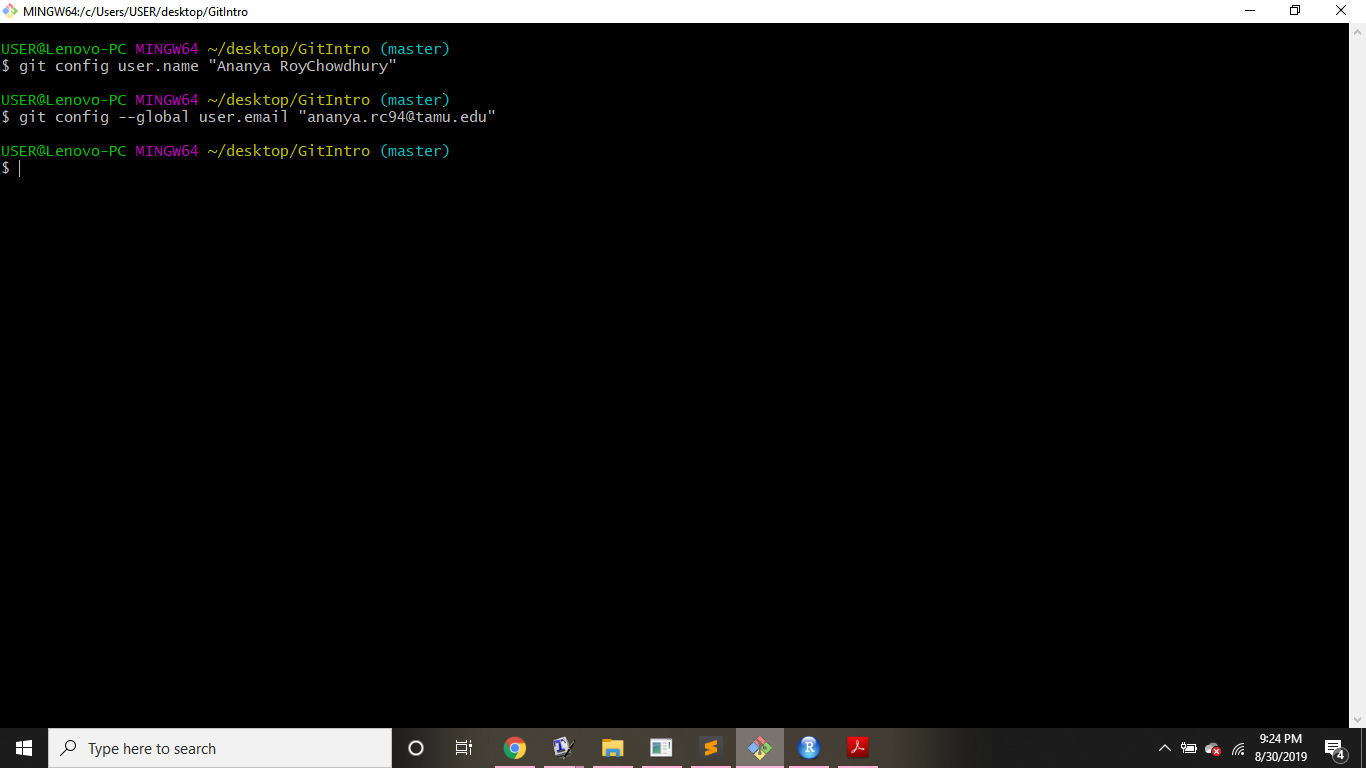 MINGW64:/c/Users/USER/desktop/GitIntro
USER@Lenovo-PC MINGW64 ~/desktop/GitIntro (master)
$ git config user.name "Ananya RoyChowdhury"
USER@Lenovo-PC MINGW64 ~/desktop/GitIntro (master)
$ git config --global user.email "ananya.rc94@tamu.edu"
USER@Lenovo-PC MINGW64 ~/desktop/GitIntro (master)
$
Type here to search
R
9:24 PM
8/30/2019
4